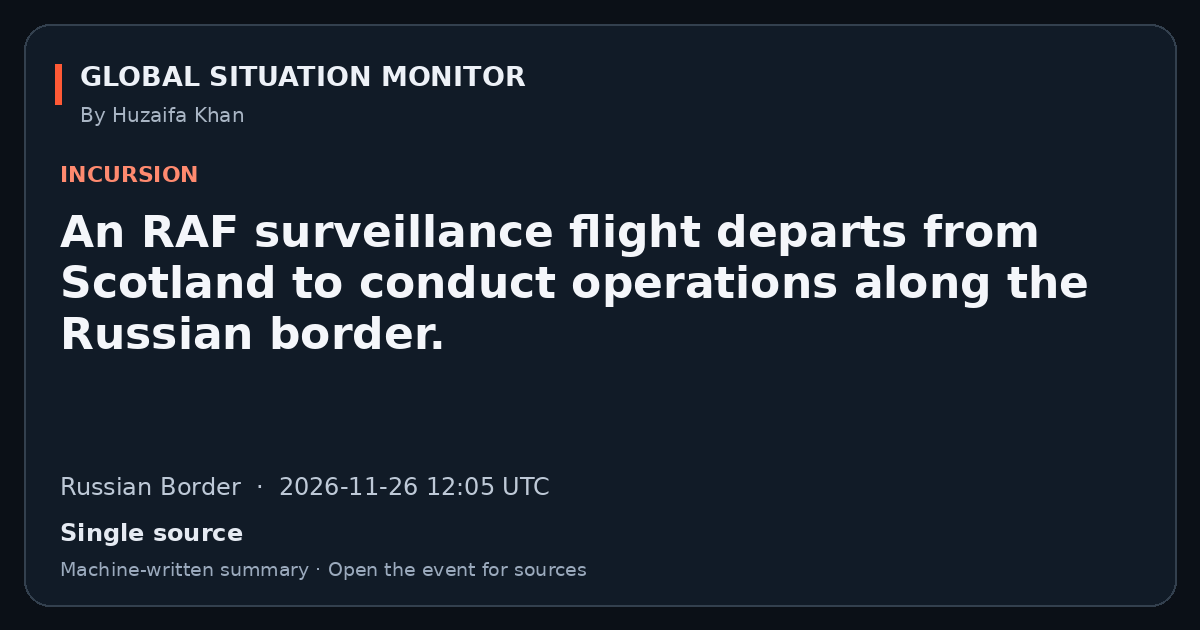 GLOBAL SITUATION MONITOR
By Huzaifa Khan
INCURSION
An RAF surveillance flight departs from
Scotland to conduct operations along the
Russian border.
Russian Border · 2026-11-26 12:05 UTC
Single source
Machine-written summary · Open the event for sources